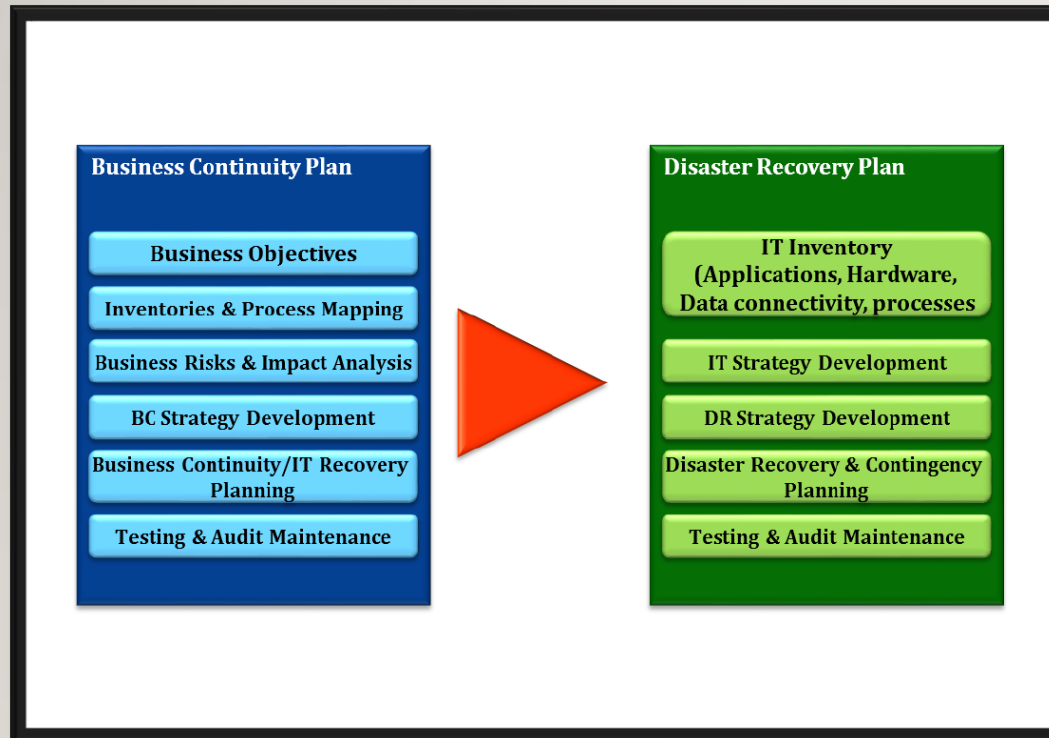 Business Continuity Plan
Business Objectives
Inventories & Process Mapping
Business Risks & Impact Analysis
BC Strategy Development
Business Continuity/IT Recovery
Planning
Testing & Audit Maintenance
Disaster Recovery Plan
IT Inventory
(Applications, Hardware,
Data connectivity, processes
IT Strategy Development
DR Strategy Development
Disaster Recovery & Contingency
Planning
Testing & Audit Maintenance